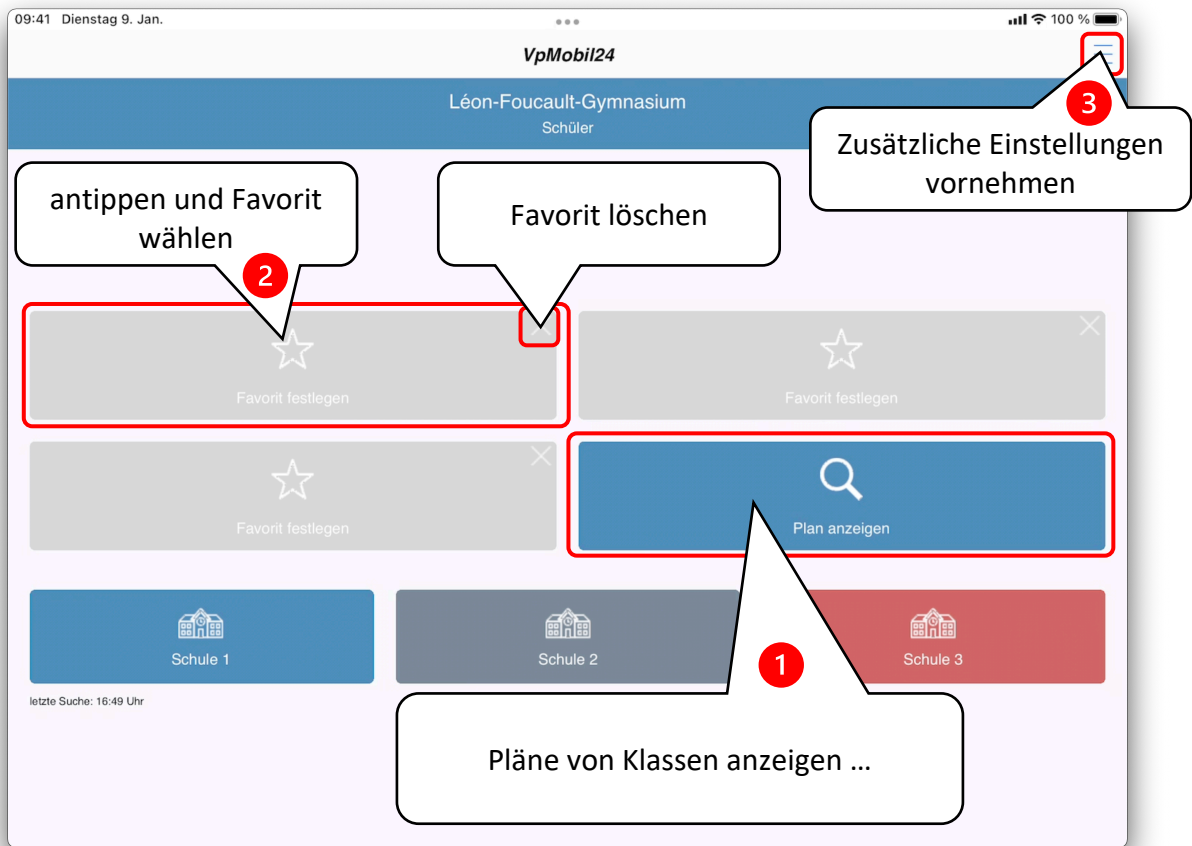 09:41 Dienstag 9. Jan.
100 %
VpMobil24
Léon-Foucault-Gymnasium
Schüler
3
Zusätzliche Einstellungen
vornehmen
antippen und Favorit
wählen
2
Favorit löschen
Favorit festlegen
Favorit festlegen
Favorit festlegen
Plan anzeigen
Schule 1
Schule 2
Schule 3
1
letzte Suche: 16:49 Uhr
Pläne von Klassen anzeigen …